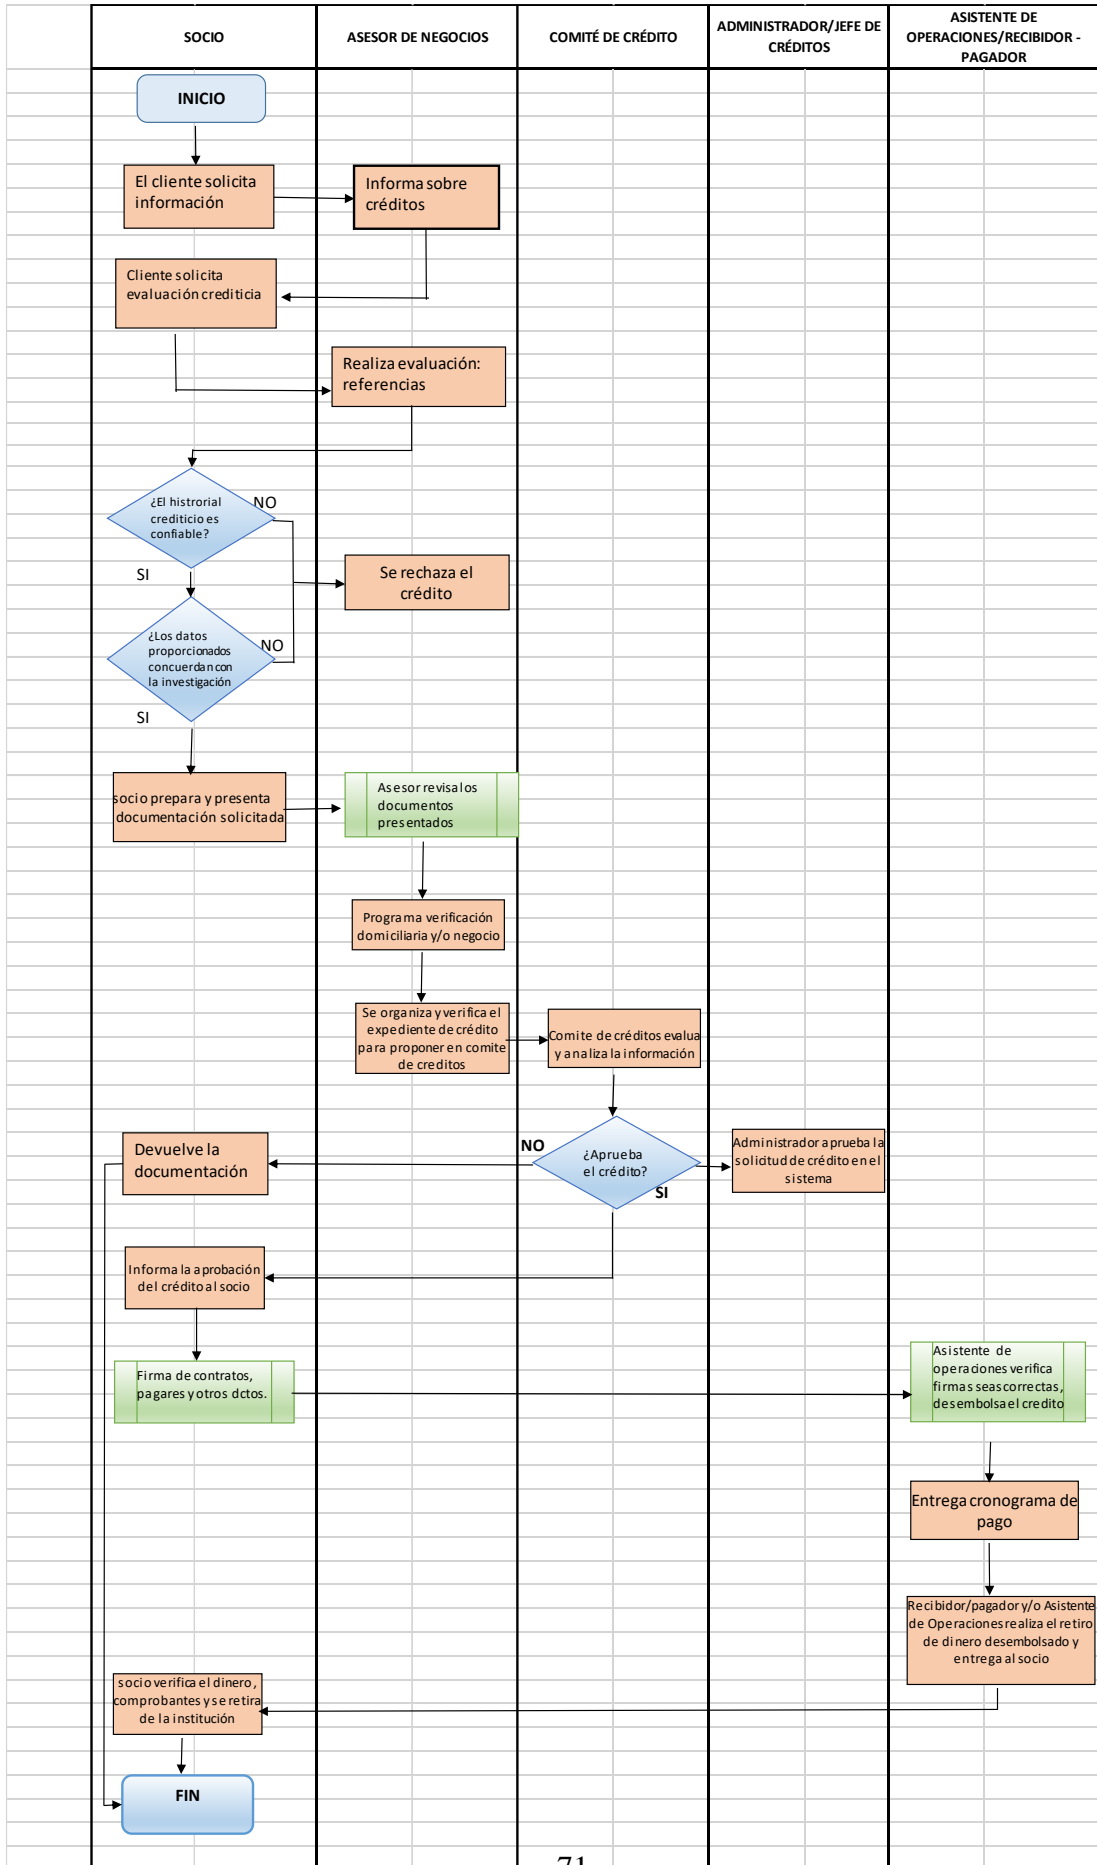 SOCIO
ASESOR DE NEGOCIOS
COMITÉ DE CRÉDITO
ADMINISTRADOR/JEFE DE
CRÉDITOS
ASISTENTE DE
OPERACIONES/RECIBIDOR -
PAGADOR
INICIO
El cliente solicita
información
Informa sobre
créditos
Cliente solicita
evaluación crediticia
Realiza evaluación:
referencias
¿El histrorial
crediticio es
confiable?
NO
SI
Se rechaza el
crédito
¿Los datos
proporcionados
concuerdan con
la investigación
NO
SI
socio prepara y presenta
documentación solicitada
Asesor revisa los
documentos
presentados
Programa verificación
domiciliaria y/o negocio
Se organiza y verifica el
expediente de crédito
para proponer en comite
de creditos
Comite de créditos evalua
y analiza la información
Devuelve la
documentación
NO
¿Aprueba
el crédito?
SI
Administrador aprueba la
solicitud de crédito en el
sistema
Informa la aprobación
del crédito al socio
Firma de contratos,
pagares y otros dctos.
Asistente de
operaciones verifica
firmas seas correctas,
desembolsa el credito
Entrega cronograma de
pago
Recibidor/pagador y/o Asistente
de Operaciones realiza el retiro
de dinero desembolsado y
entrega al socio
socio verifica el dinero,
comprobantes y se retira
de la institución
FIN
71